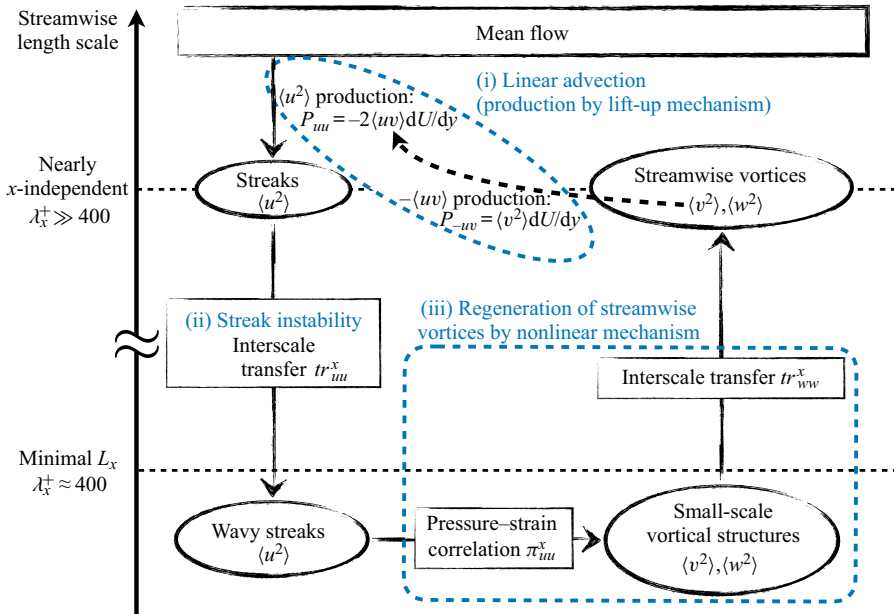 Streamwise
length scale
Mean flow
(i) Linear advection
(production by lift-up mechanism)
⟨u²⟩ production:
P_uu = –2⟨uv⟩dU/dy
Nearly
x-independent
λ_x^+ ≫ 400
Streaks
⟨u²⟩
–⟨uv⟩ production:
P_–uv = ⟨v²⟩dU/dy
Streamwise vortices
⟨v²⟩,⟨w²⟩
(ii) Streak instability
Interscale
transfer tr_uu^x
(iii) Regeneration of streamwise
vortices by nonlinear mechanism
Interscale transfer tr_ww^x
Minimal L_x
λ_x^+ ≈ 400
Wavy streaks
⟨u²⟩
Pressure–strain
correlation π_uu^x
Small-scale
vortical structures
⟨v²⟩,⟨w²⟩